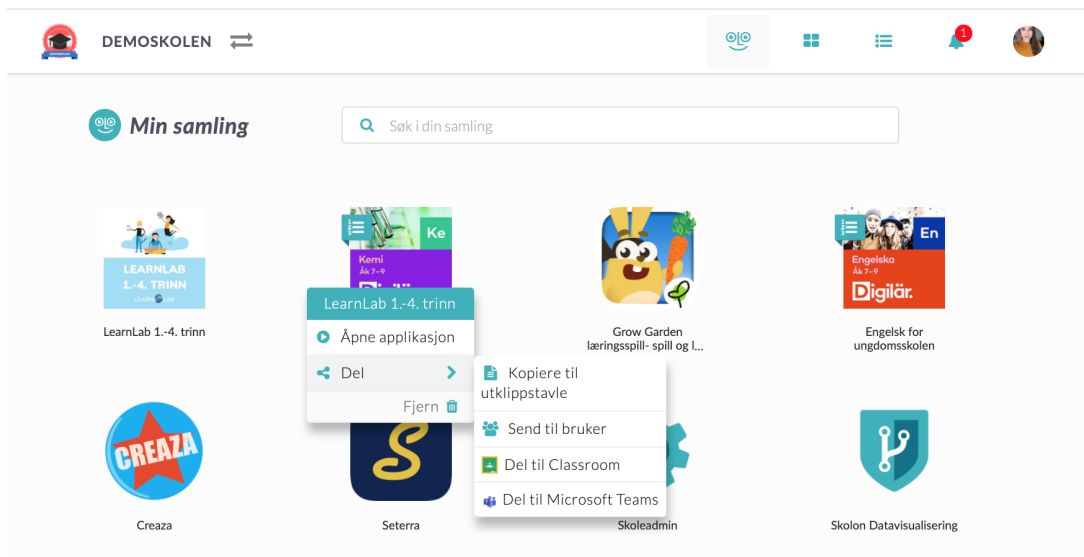 DEMOSKOLEN
1
Min samling
Søk i din samling
LEARNLAB
1.-4. TRINN
LEARN LAB
LearnLab 1.-4. trinn
Ke
Kemi
Åk 7-9
LearnLab 1.-4. trinn
Åpne applikasjon
Del
Fjern
Kopiere til
utklippstavle
Send til bruker
Del til Classroom
Del til Microsoft Teams
Grow Garden
læringsspill- spill og l...
En
Engelska
Åk 7-9
Digilär.
Engelsk for
ungdomsskolen
CREAZA
Creaza
S
Seterra
Skoleadmin
Skolon Datavisualisering